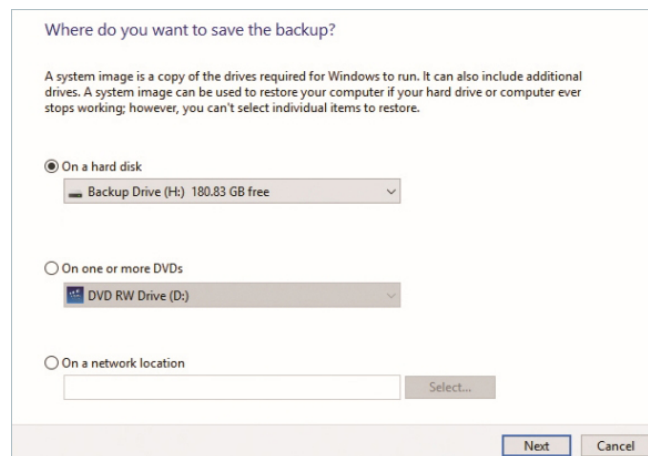 Where do you want to save the backup?
A system image is a copy of the drives required for Windows to run. It can also include additional
drives. A system image can be used to restore your computer if your hard drive or computer ever
stops working; however, you can't select individual items to restore.
On a hard disk
Backup Drive (H:) 180.83 GB free
On one or more DVDs
DVD RW Drive (D:)
On a network location
Select...
Next Cancel